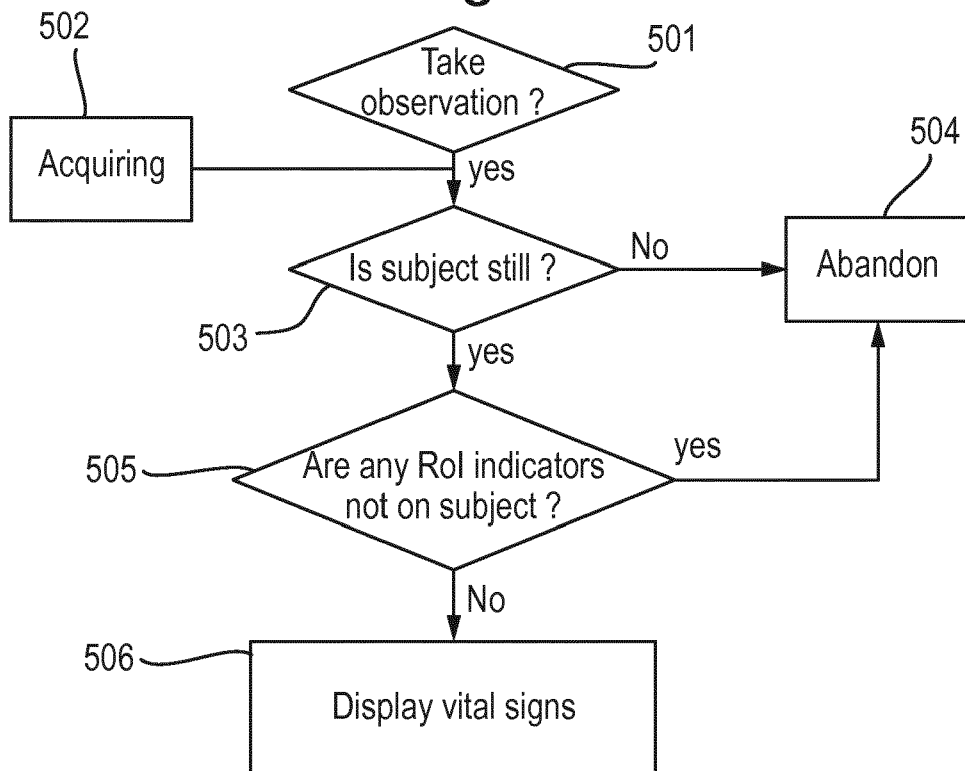 502
501
Take
observation ?
504
Acquiring
yes
Is subject still ?
No
Abandon
503
yes
505
Are any RoI indicators
not on subject ?
yes
No
506
Display vital signs